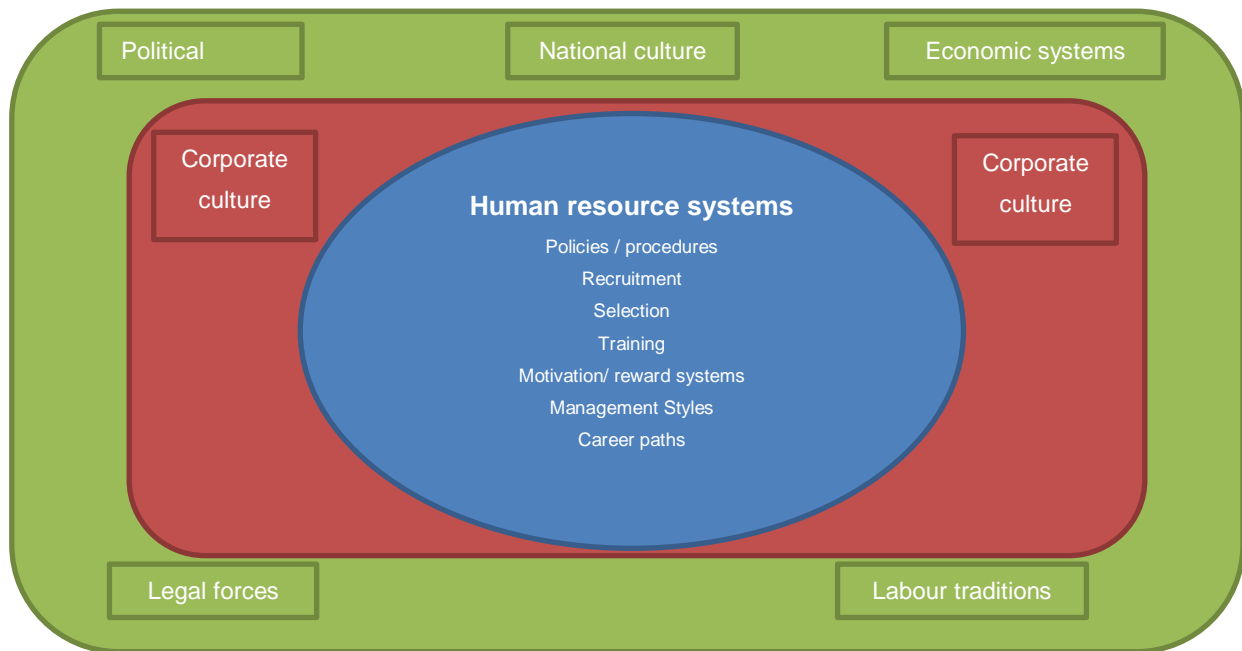 Political
National culture
Economic systems
Corporate
culture
Corporate
culture
Human resource systems
Policies / procedures
Recruitment
Selection
Training
Motivation/ reward systems
Management Styles
Career paths
Legal forces
Labour traditions